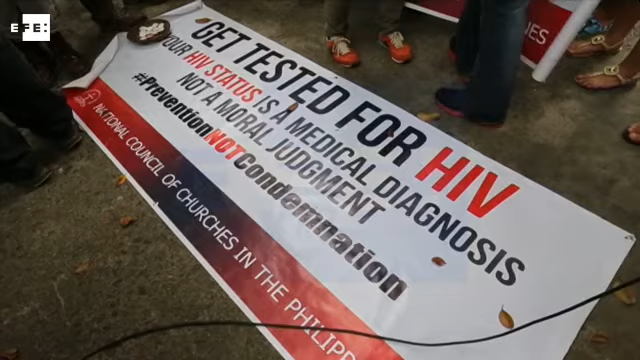 EFE:
GET TESTED FOR HIV
YOUR HIV STATUS IS A MEDICAL DIAGNOSIS
NOT A MORAL JUDGMENT
#PreventionNOTCondemnation
NATIONAL COUNCIL OF CHURCHES IN THE PHILIPP